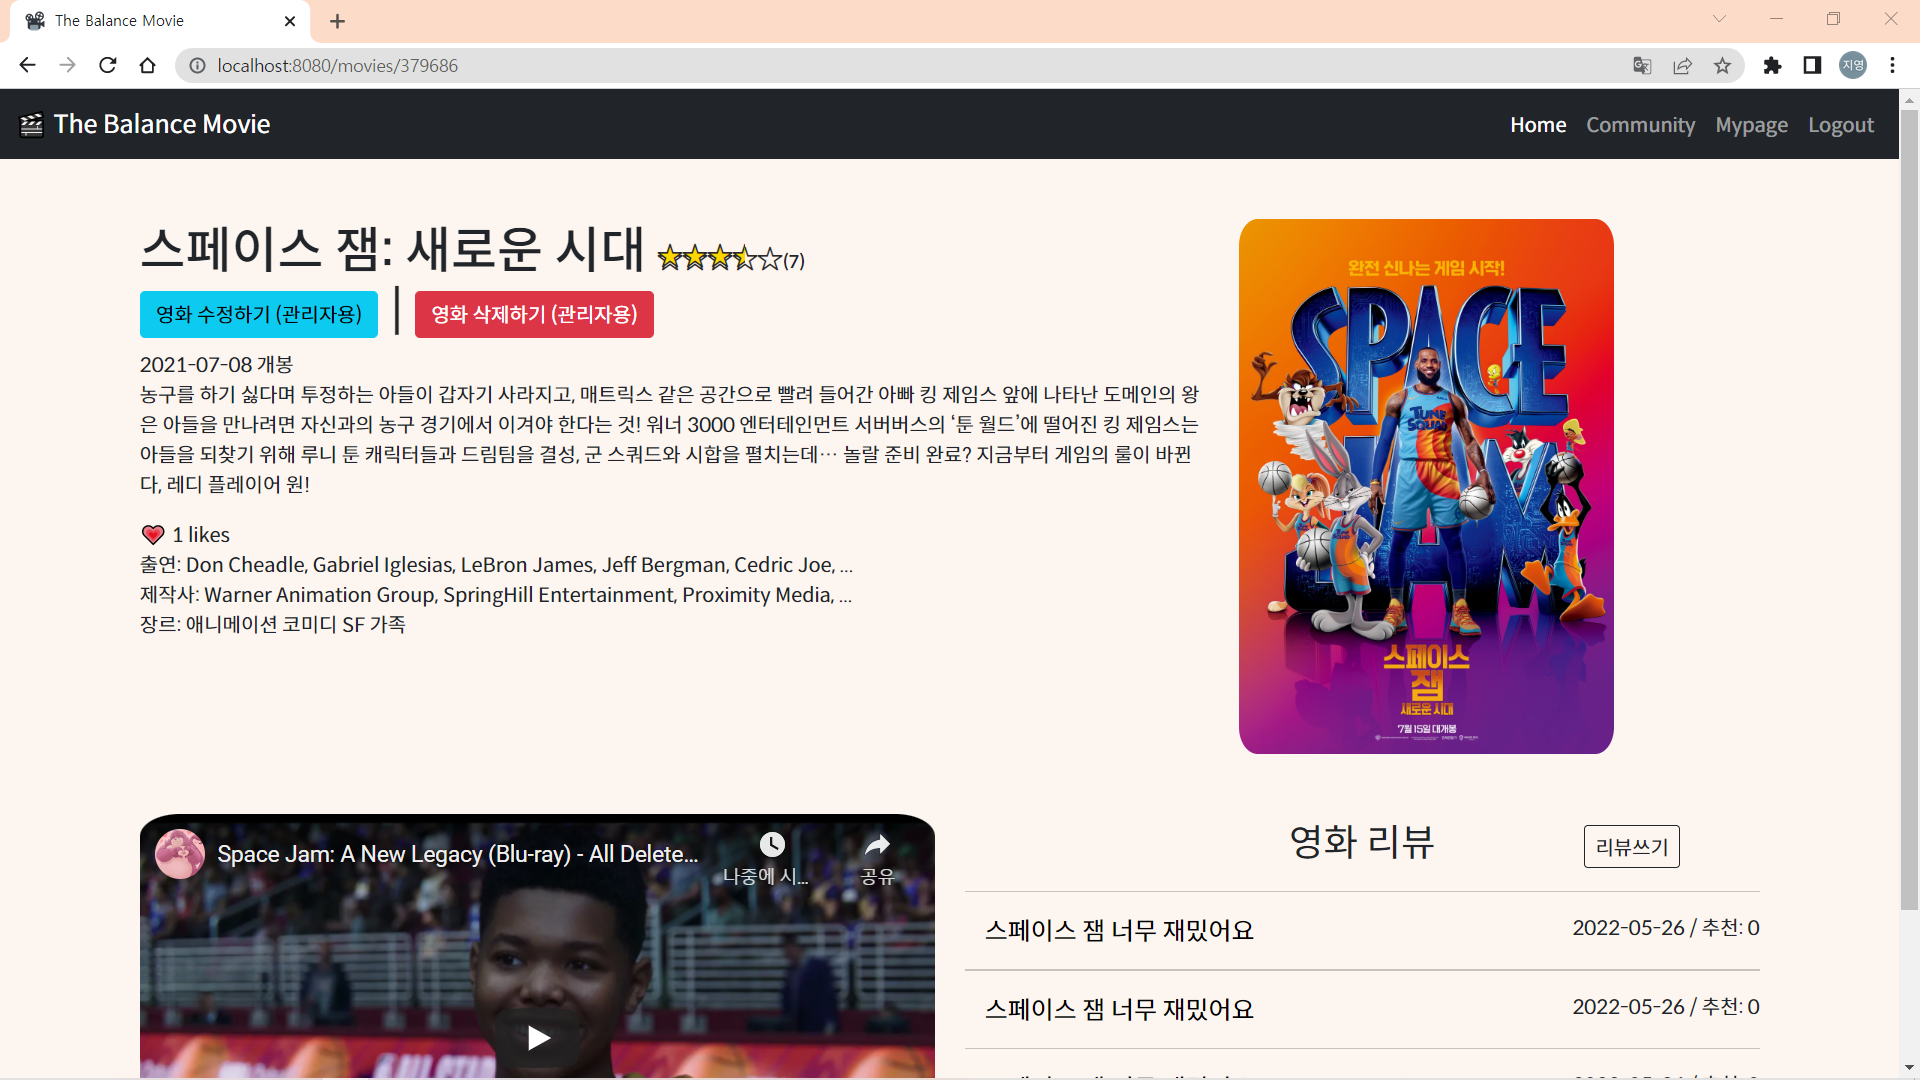 The Balance Movie
localhost:8080/movies/379686
지영
The Balance Movie
Home Community Mypage Logout
스페이스 잼: 새로운 시대 (7)
영화 수정하기 (관리자용) | 영화 삭제하기 (관리자용)
2021-07-08 개봉
농구를 하기 싫다며 투정하는 아들이 갑자기 사라지고, 매트릭스 같은 공간으로 빨려 들어간 아빠 킹 제임스 앞에 나타난 도메인의 왕
은 아들을 만나려면 자신과의 농구 경기에서 이겨야 한다는 것! 워너 3000 엔터테인먼트 서버버스의 ‘툰 월드’에 떨어진 킹 제임스는
아들을 되찾기 위해 루니 툰 캐릭터들과 드림팀을 결성, 군 스쿼드와 시합을 펼치는데… 놀랄 준비 완료? 지금부터 게임의 룰이 바뀐
다, 레디 플레이어 원!
1 likes
출연: Don Cheadle, Gabriel Iglesias, LeBron James, Jeff Bergman, Cedric Joe, ...
제작사: Warner Animation Group, SpringHill Entertainment, Proximity Media, ...
장르: 애니메이션 코미디 SF 가족
완전 신나는 게임 시작!
SPACE
JAM
TUNE
SQUAD
스페이스
잼
새로운 시대
7월 15일 대개봉
Space Jam: A New Legacy (Blu-ray) - All Delete...
나중에 시...
공유
영화 리뷰
리뷰쓰기
스페이스 잼 너무 재밌어요 2022-05-26 / 추천: 0
스페이스 잼 너무 재밌어요 2022-05-26 / 추천: 0